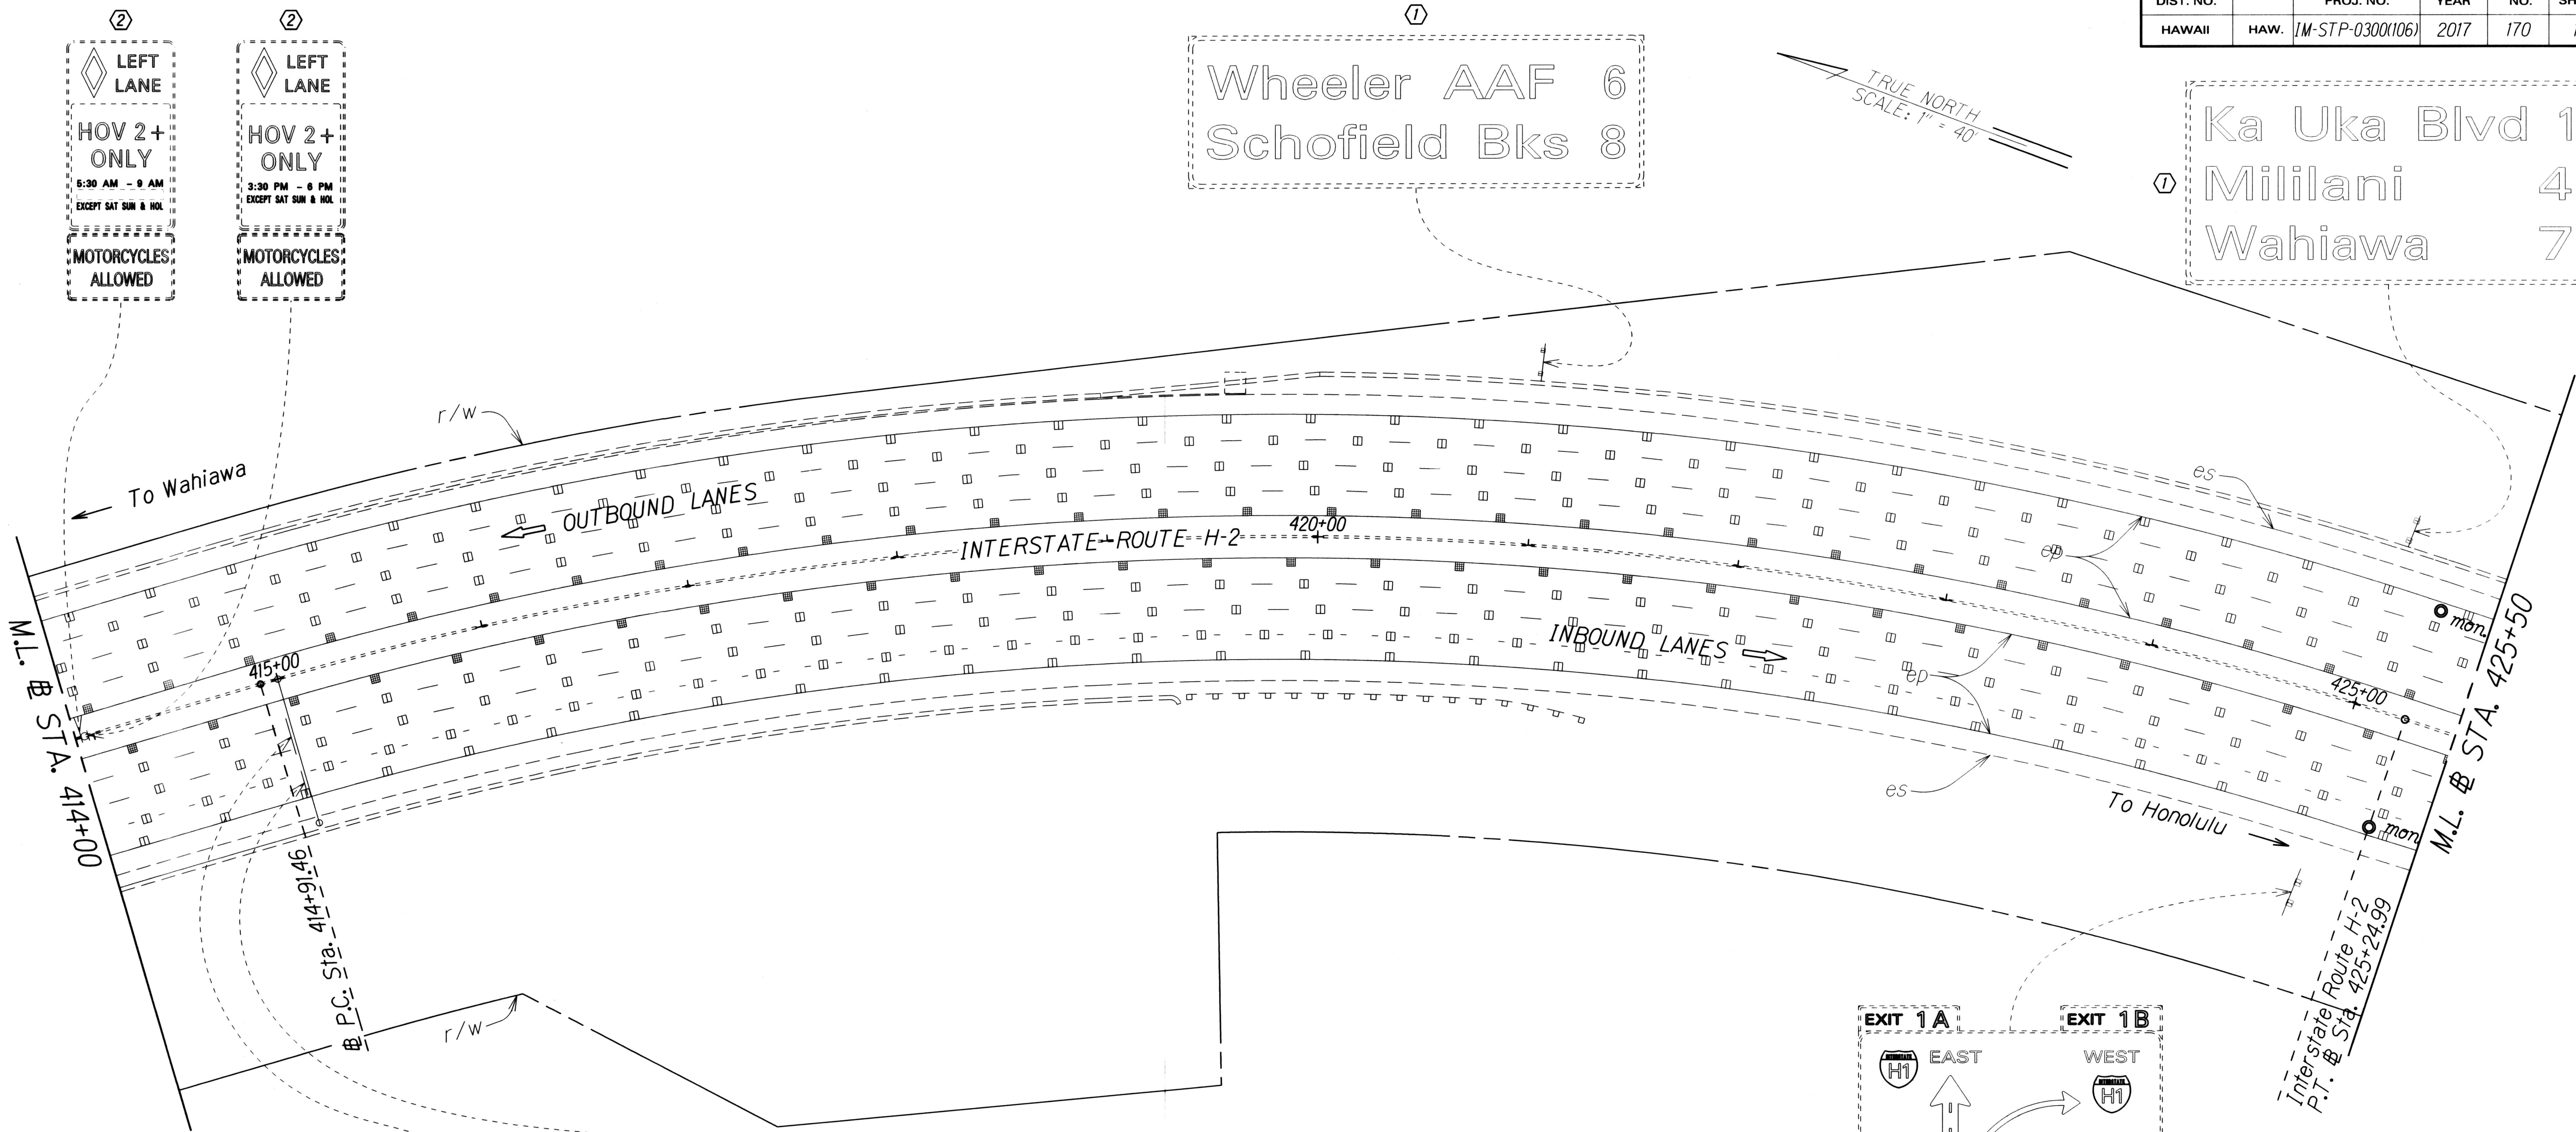 DIST. NO. PROJ. NO. YEAR NO.
HAWAII HAW. IM-STP-0300(106) 2017 170
2
LEFT
LANE
HOV 2+
ONLY
5:30 AM - 9 AM
EXCEPT SAT SUN & HOL
MOTORCYCLES
ALLOWED
2
LEFT
LANE
HOV 2+
ONLY
3:30 PM - 6 PM
EXCEPT SAT SUN & HOL
MOTORCYCLES
ALLOWED
1
Wheeler AAF 6
Schofield Bks 8
TRUE NORTH
SCALE: 1" = 40'
1
Ka Uka Blvd 1
Mililani 4
Wahiawa 7
r/w
To Wahiawa
OUTBOUND LANES
INTERSTATE ROUTE H-2
420+00
es
ep
INBOUND LANES
ep
415+00
425+00
mon.
mon.
M.L. B STA. 414+00
M.L. B STA. 425+50
es
To Honolulu
B P.C. Sta. 414+91.46
r/w
Interstate Route H-2
P.T. B Sta. 425+24.99
EXIT 1A
EXIT 1B
INTERSTATE
H1
EAST
WEST
INTERSTATE
H1